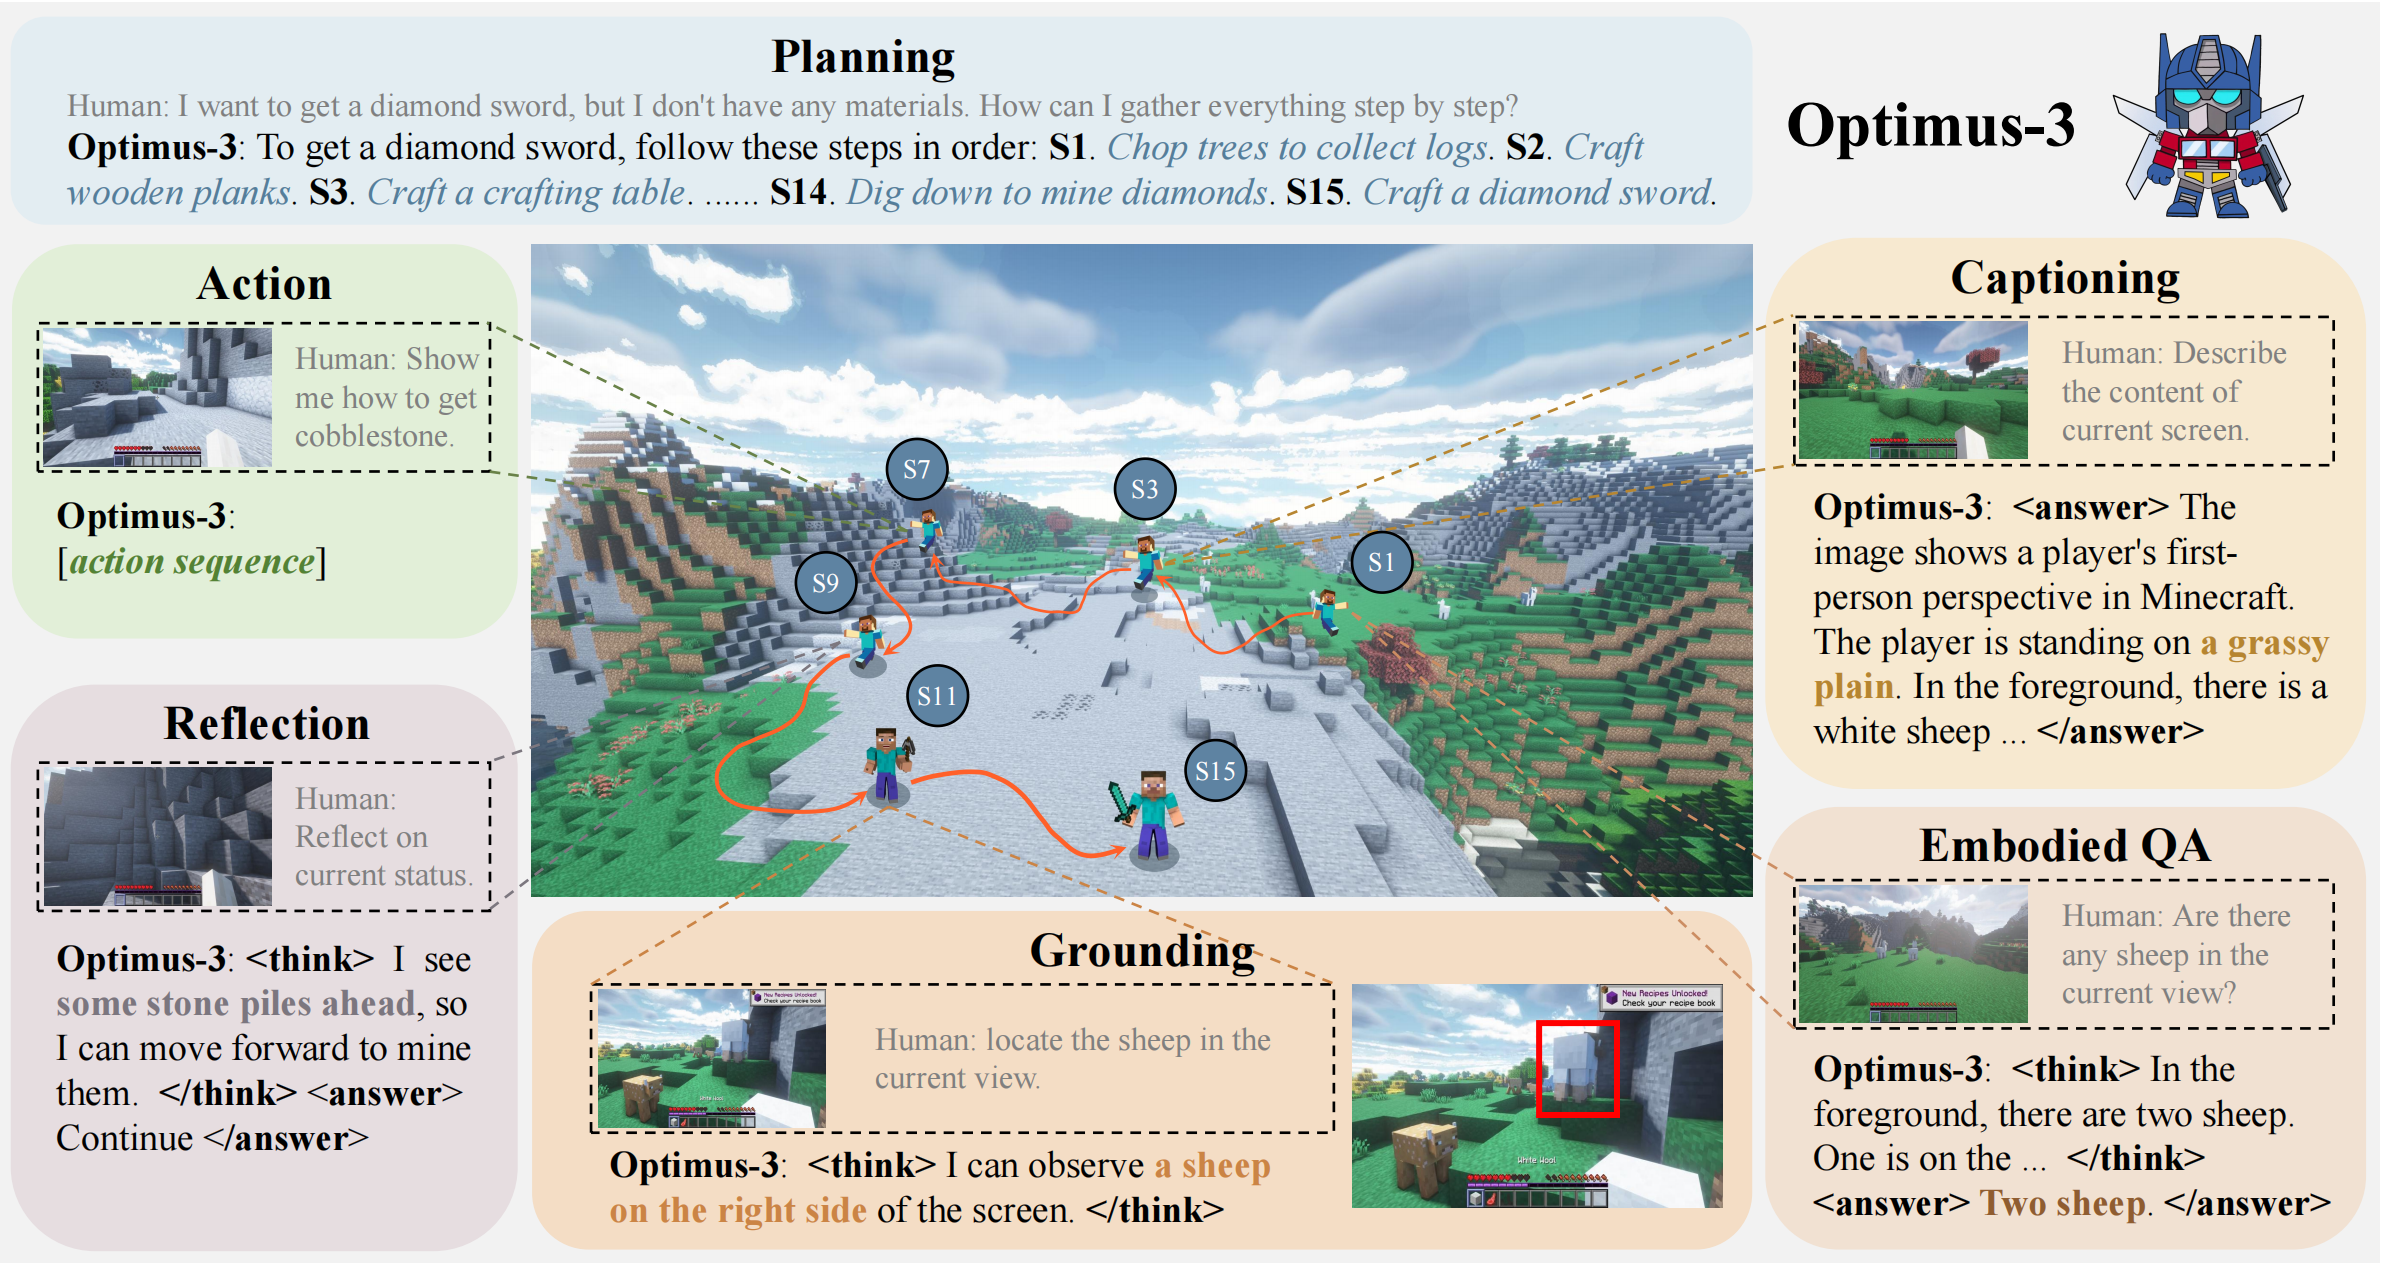 Planning
Human: I want to get a diamond sword, but I don't have any materials. How can I gather everything step by step?
Optimus-3: To get a diamond sword, follow these steps in order: S1. Chop trees to collect logs. S2. Craft
wooden planks. S3. Craft a crafting table. ...... S14. Dig down to mine diamonds. S15. Craft a diamond sword.
Optimus-3
Action
Human: Show
me how to get
cobblestone.
Optimus-3:
[action sequence]
Reflection
Human:
Reflect on
current status.
Optimus-3: <think> I see
some stone piles ahead, so
I can move forward to mine
them. </think> <answer>
Continue </answer>
S7
S3
S1
S9
S11
S15
Grounding
New Recipes Unlocked!
Check your recipe book
White Wool
Human: locate the sheep in the
current view.
Optimus-3: <think> I can observe a sheep
on the right side of the screen. </think>
New Recipes Unlocked!
Check your recipe book
White Wool
Captioning
Human: Describe
the content of
current screen.
Optimus-3: <answer> The
image shows a player's first-
person perspective in Minecraft.
The player is standing on a grassy
plain. In the foreground, there is a
white sheep ... </answer>
Embodied QA
Human: Are there
any sheep in the
current view?
Optimus-3: <think> In the
foreground, there are two sheep.
One is on the ... </think>
<answer> Two sheep. </answer>